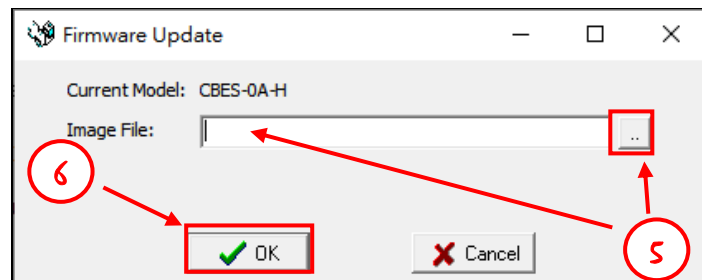 Firmware Update
Current Model: CBES-0A-H
Image File:
..
6
OK
Cancel
5